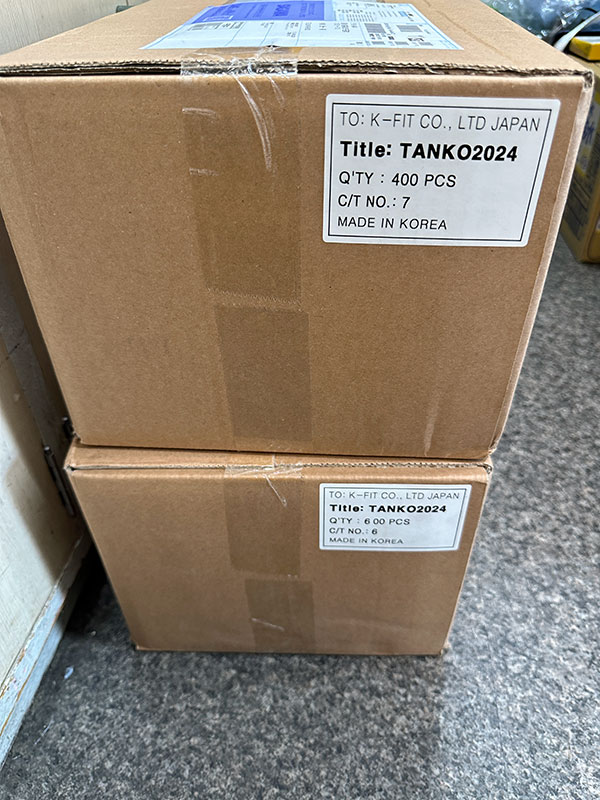 TO: K-FIT CO., LTD JAPAN
Title: TANKO2024
Q'TY : 400 PCS
C/T NO.: 7
MADE IN KOREA
TO: K-FIT CO., LTD JAPAN
Title: TANKO2024
Q'TY : 6 00 PCS
C/T NO.: 6
MADE IN KOREA